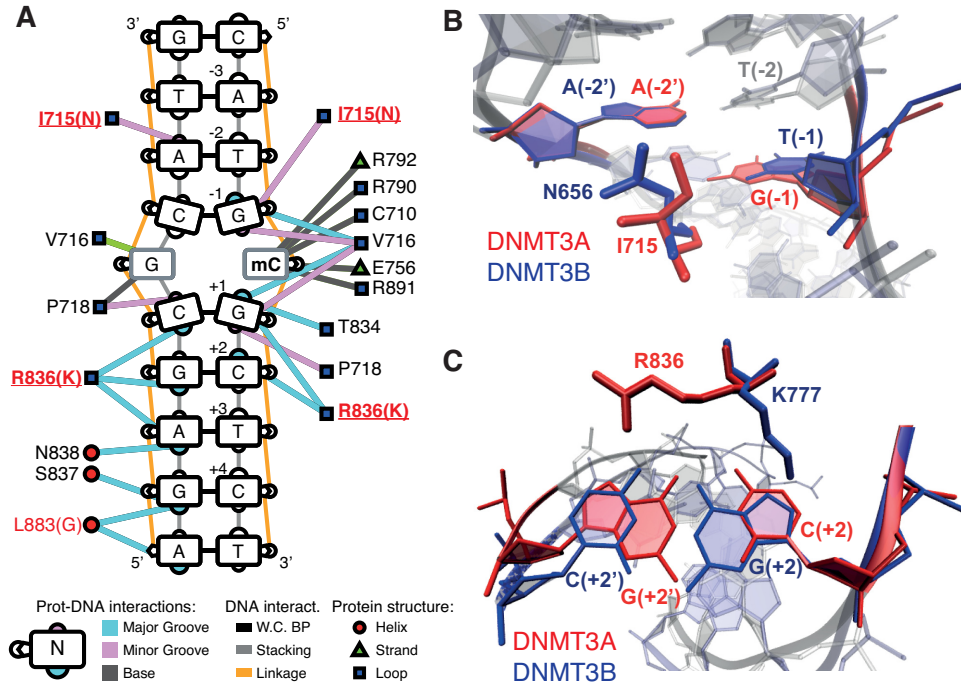 A
3'
5'
G C
-3
T A
I715(N)
I715(N)
-2
A T
R792
-1
R790
C G
C710
V716
V716
G
mC
E756
R891
P718
+1
C G
T834
+2
P718
R836(K)
G C
R836(K)
+3
A T
N838
S837
+4
G C
L883(G)
5'
A T
3'
Prot-DNA interactions:
DNA interact.
Protein structure:
N
Major Groove
W.C. BP
Helix
Minor Groove
Stacking
Strand
Base
Linkage
Loop
B
T(-2)
A(-2')
A(-2')
T(-1)
N656
G(-1)
I715
DNMT3A
DNMT3B
C
R836
K777
C(+2)
C(+2')
G(+2)
G(+2')
DNMT3A
DNMT3B